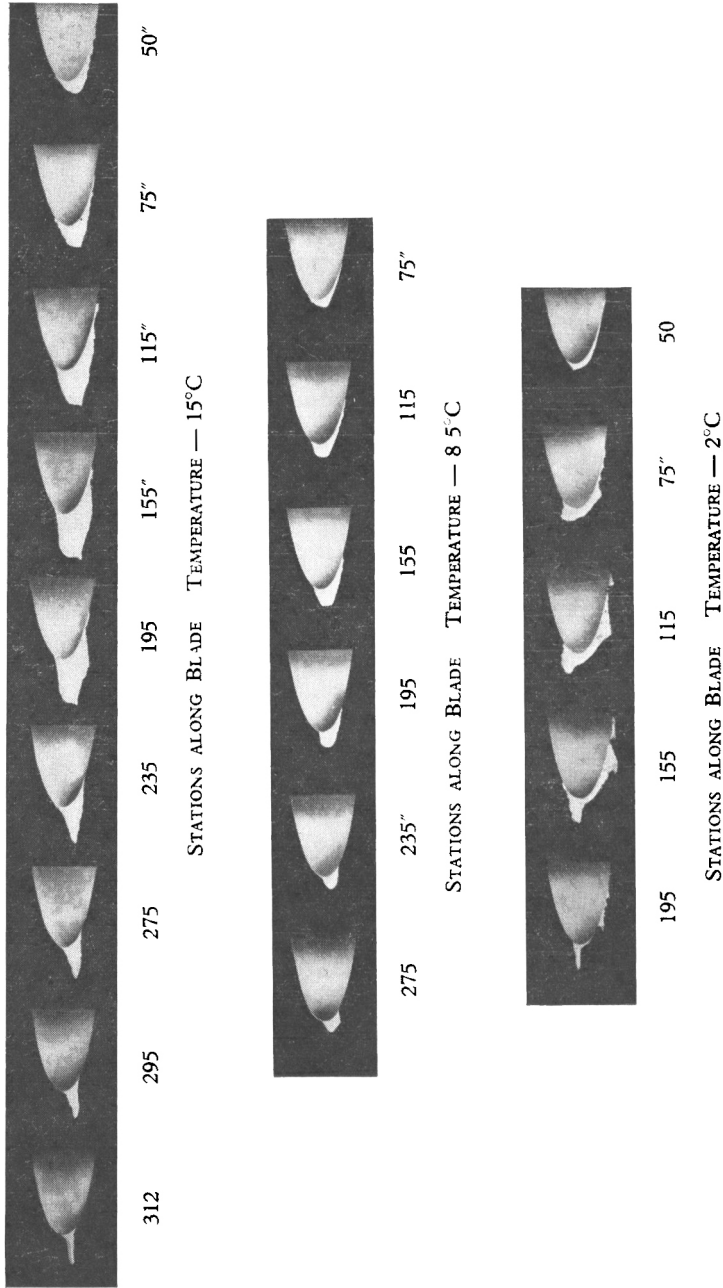 312 295 275 235 195 155″ 115″ 75″ 50″
STATIONS ALONG BLADE TEMPERATURE — 15°C
275 235″ 195 155 115 75″
STATIONS ALONG BLADE TEMPERATURE — 8 5°C
195 155 115 75″ 50
STATIONS ALONG BLADE TEMPERATURE — 2°C